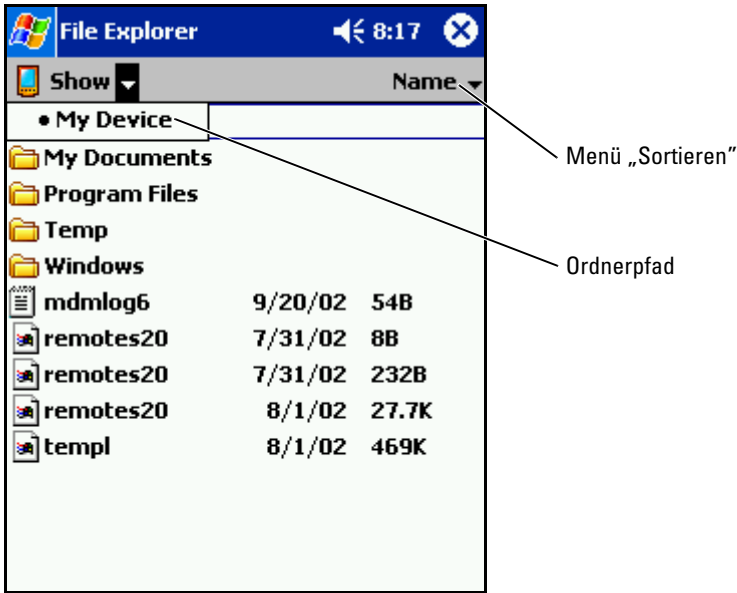 File Explorer 8:17
Show Name
• My Device
My Documents
Menü „Sortieren”
Program Files
Temp
Windows
Ordnerpfad
mdmlog6 9/20/02 54B
remotes20 7/31/02 8B
remotes20 7/31/02 232B
remotes20 8/1/02 27.7K
templ 8/1/02 469K